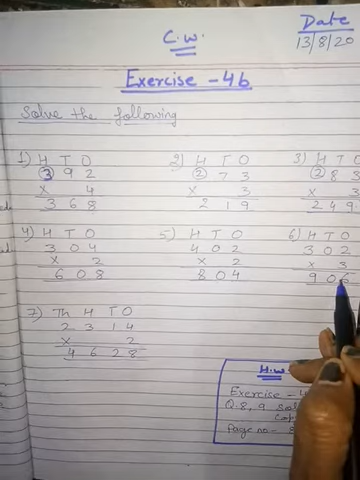 Date
C.W. 13/8/20
Exercise - 4b
Solve the following
1) H T O 2) H T O 3) H T O
3 9 2 2 7 3 2 8 3
x 4 x 3 x 3
3 6 8 2 1 9 2 4 9
4) H T O 5) H T O 6) H T O
3 0 4 4 0 2 3 0 2
x 2 x 2 x 3
6 0 8 8 0 4 9 0 6
7) Th H T O
2 3 1 4
x 2
4 6 2 8
H.W.
Exercise - 4
Q. 8, 9
Page no -